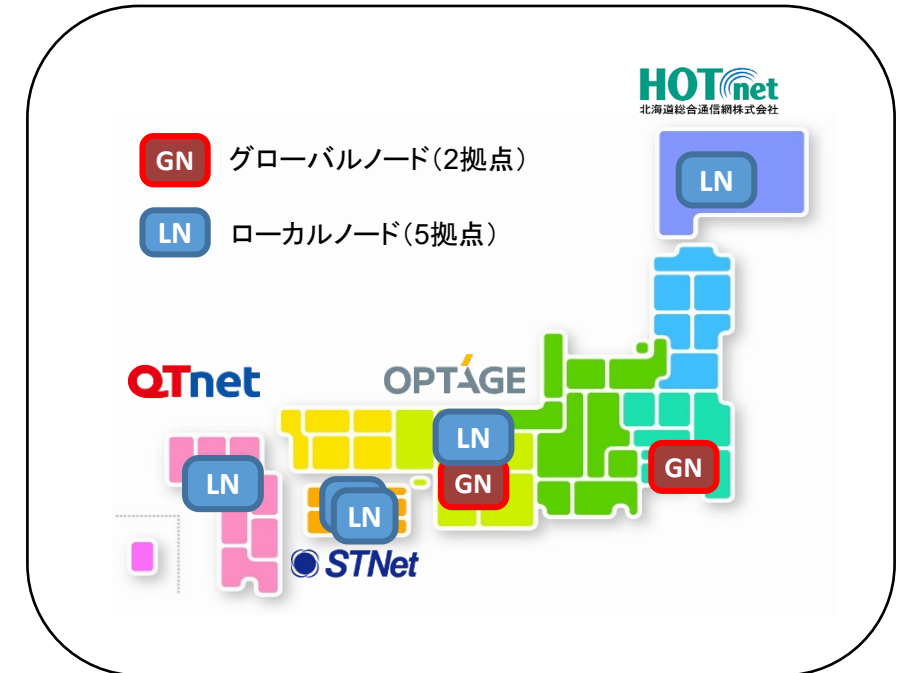 HOTnet
北海道総合通信網株式会社
GN グローバルノード（2拠点）
LN
LN ローカルノード（5拠点）
QTnet
OPTAGE
LN
GN
GN
LN
LN
STNet